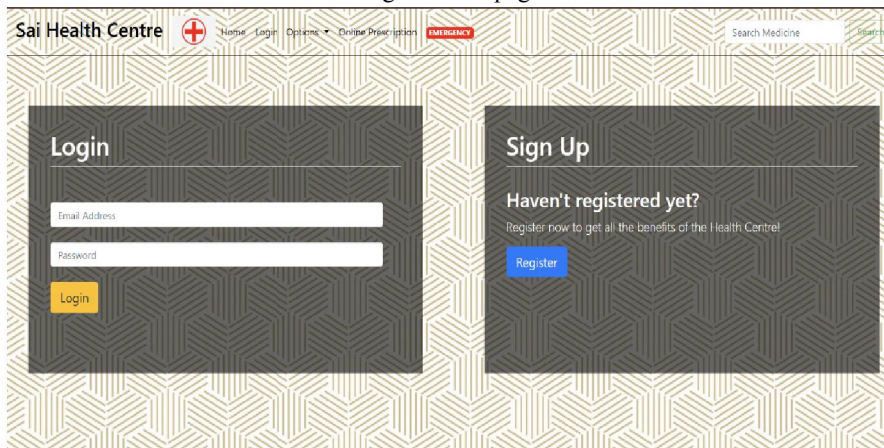 Sai Health Centre Home Login Options Online Prescription EMERGENCY Search Medicine Search
Login
Email Address
Password
Login
Sign Up
Haven't registered yet?
Register now to get all the benefits of the Health Centre!
Register